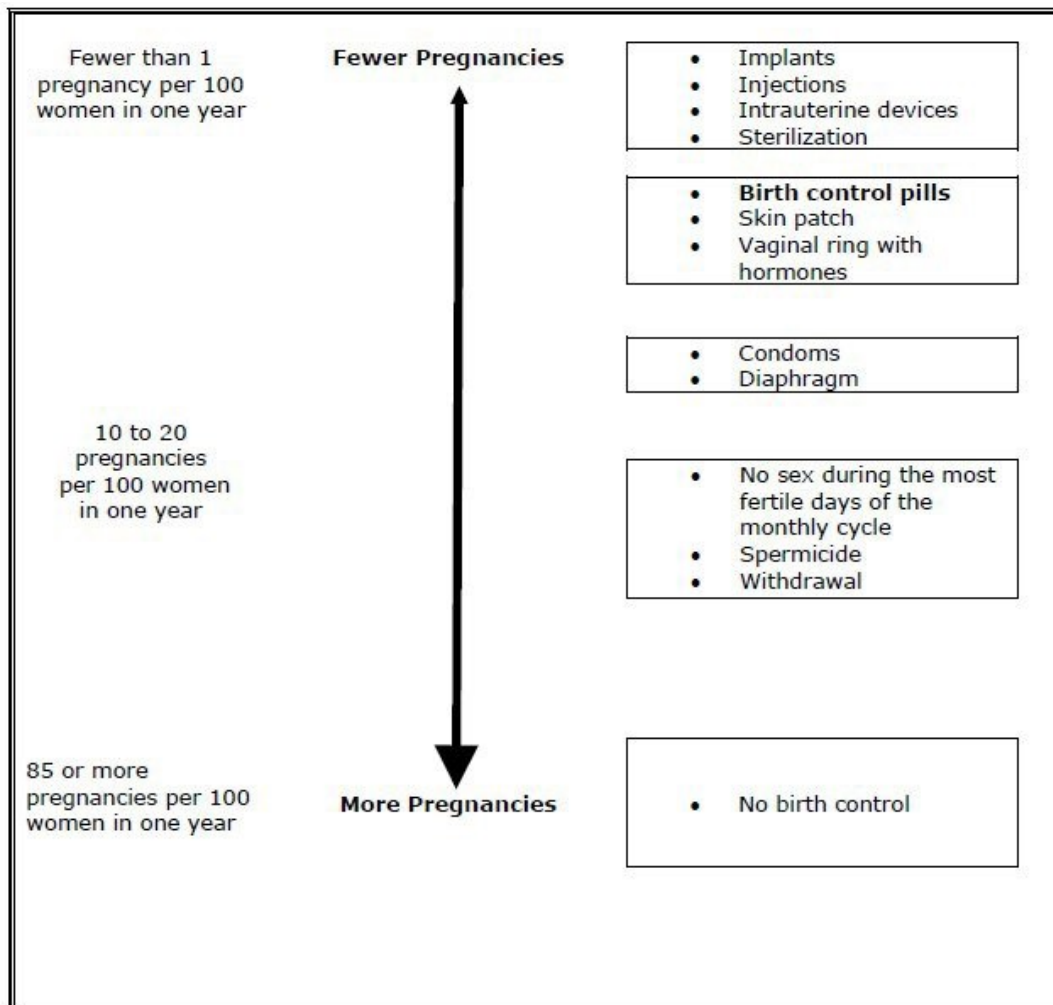 Fewer than 1
pregnancy per 100
women in one year
Fewer Pregnancies
• Implants
• Injections
• Intrauterine devices
• Sterilization
• Birth control pills
• Skin patch
• Vaginal ring with
hormones
• Condoms
• Diaphragm
10 to 20
pregnancies
per 100 women
in one year
• No sex during the most
fertile days of the
monthly cycle
• Spermicide
• Withdrawal
85 or more
pregnancies per 100
women in one year
More Pregnancies
• No birth control